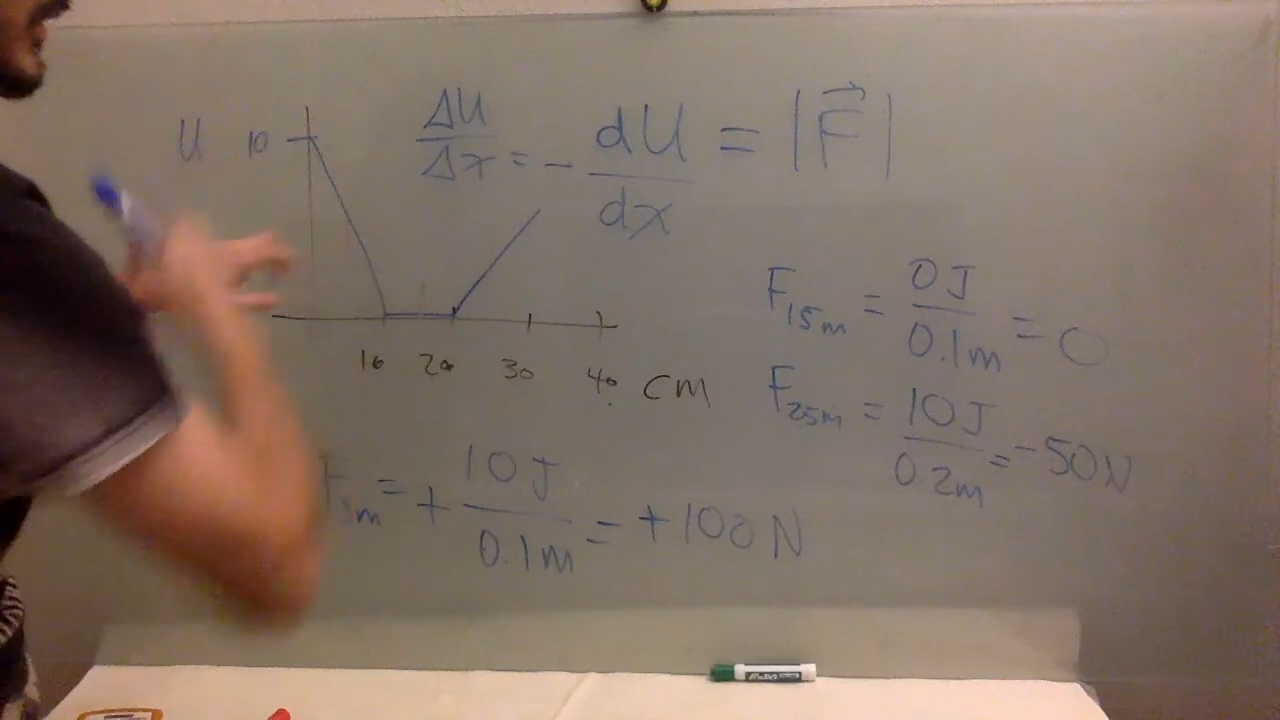 U 10
ΔU/Δx = - dU/dx = |F⃗|
10 20 30 40 cm
F15m = 0J/0.1m = 0
F25m = 10J/0.2m = -50N
= + 10J/0.1m = +100N